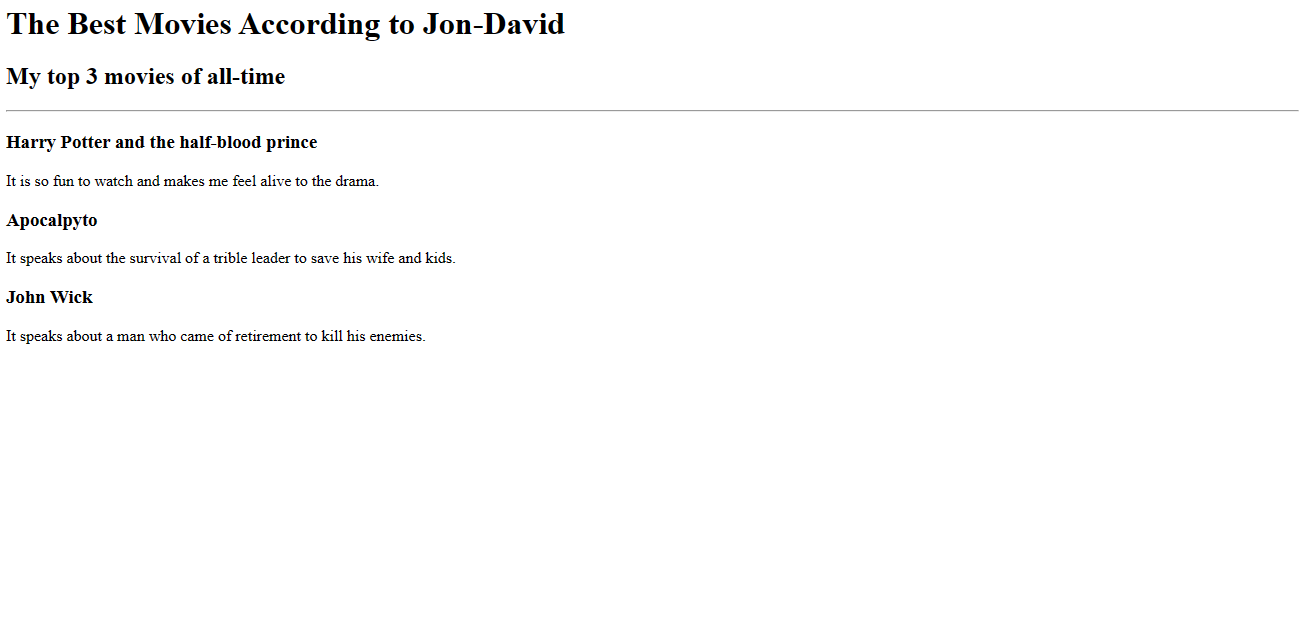 The Best Movies According to Jon-David
My top 3 movies of all-time
Harry Potter and the half-blood prince
It is so fun to watch and makes me feel alive to the drama.
Apocalpyto
It speaks about the survival of a trible leader to save his wife and kids.
John Wick
It speaks about a man who came of retirement to kill his enemies.